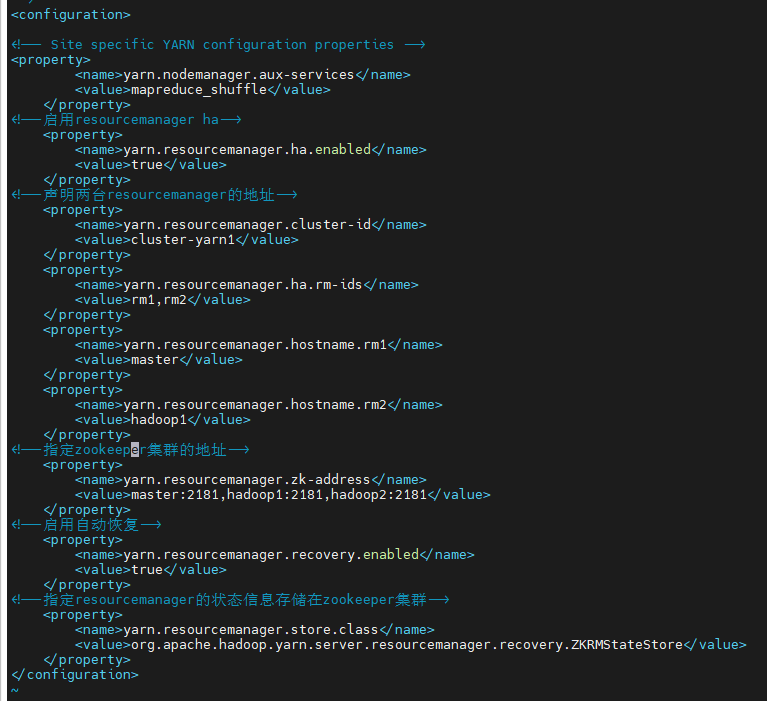 <configuration>
<!-- Site specific YARN configuration properties -->
<property>
        <name>yarn.nodemanager.aux-services</name>
        <value>mapreduce_shuffle</value>
    </property>
<!--启用resourcemanager ha-->
    <property>
        <name>yarn.resourcemanager.ha.enabled</name>
        <value>true</value>
    </property>
<!--声明两台resourcemanager的地址-->
    <property>
        <name>yarn.resourcemanager.cluster-id</name>
        <value>cluster-yarn1</value>
    </property>
    <property>
        <name>yarn.resourcemanager.ha.rm-ids</name>
        <value>rm1,rm2</value>
    </property>
    <property>
        <name>yarn.resourcemanager.hostname.rm1</name>
        <value>master</value>
    </property>
    <property>
        <name>yarn.resourcemanager.hostname.rm2</name>
        <value>hadoop1</value>
    </property>
<!--指定zookeeper集群的地址-->
    <property>
        <name>yarn.resourcemanager.zk-address</name>
        <value>master:2181,hadoop1:2181,hadoop2:2181</value>
    </property>
<!--启用自动恢复-->
    <property>
        <name>yarn.resourcemanager.recovery.enabled</name>
        <value>true</value>
    </property>
<!--指定resourcemanager的状态信息存储在zookeeper集群-->
    <property>
        <name>yarn.resourcemanager.store.class</name>
        <value>org.apache.hadoop.yarn.server.resourcemanager.recovery.ZKRMStateStore</value>
    </property>
</configuration>
~